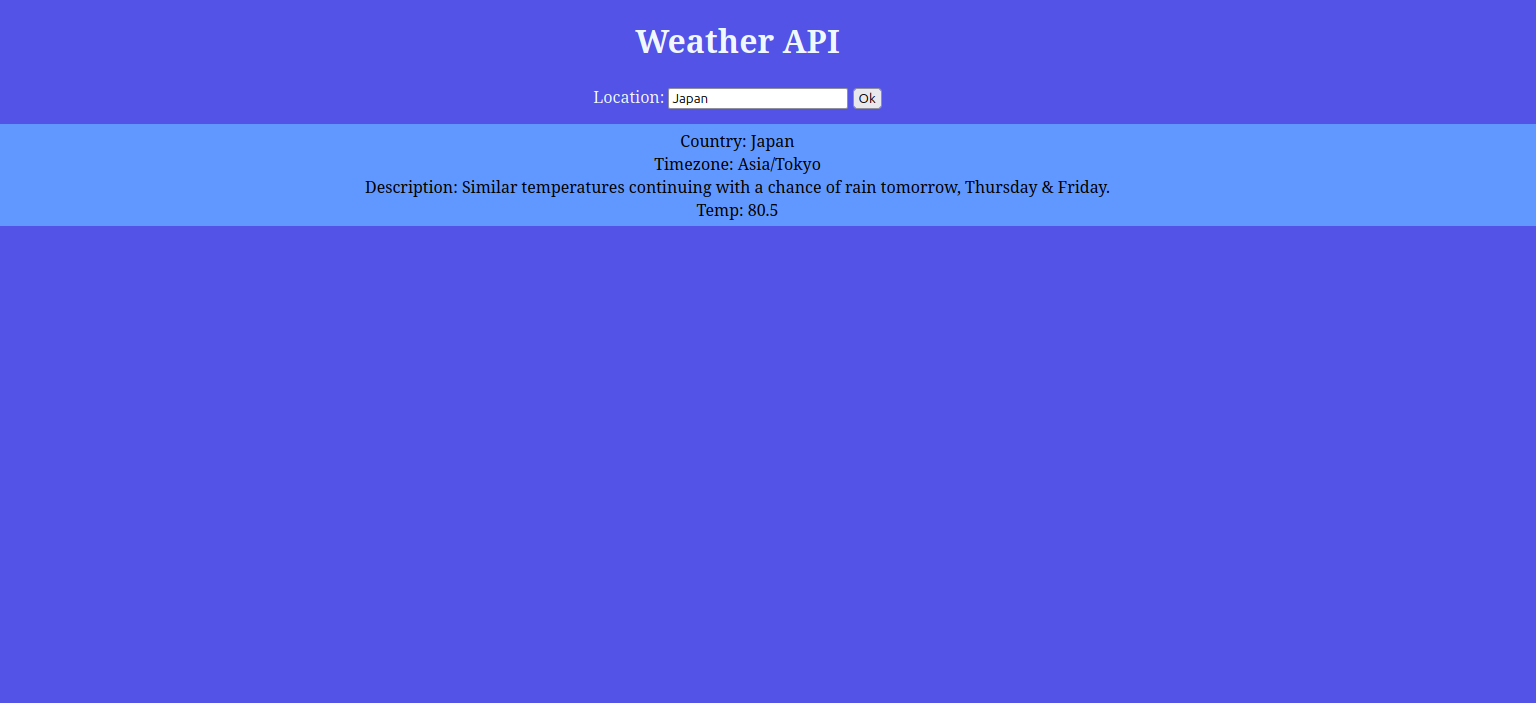 Weather API
Location: Japan Ok
Country: Japan
Timezone: Asia/Tokyo
Description: Similar temperatures continuing with a chance of rain tomorrow, Thursday & Friday.
Temp: 80.5